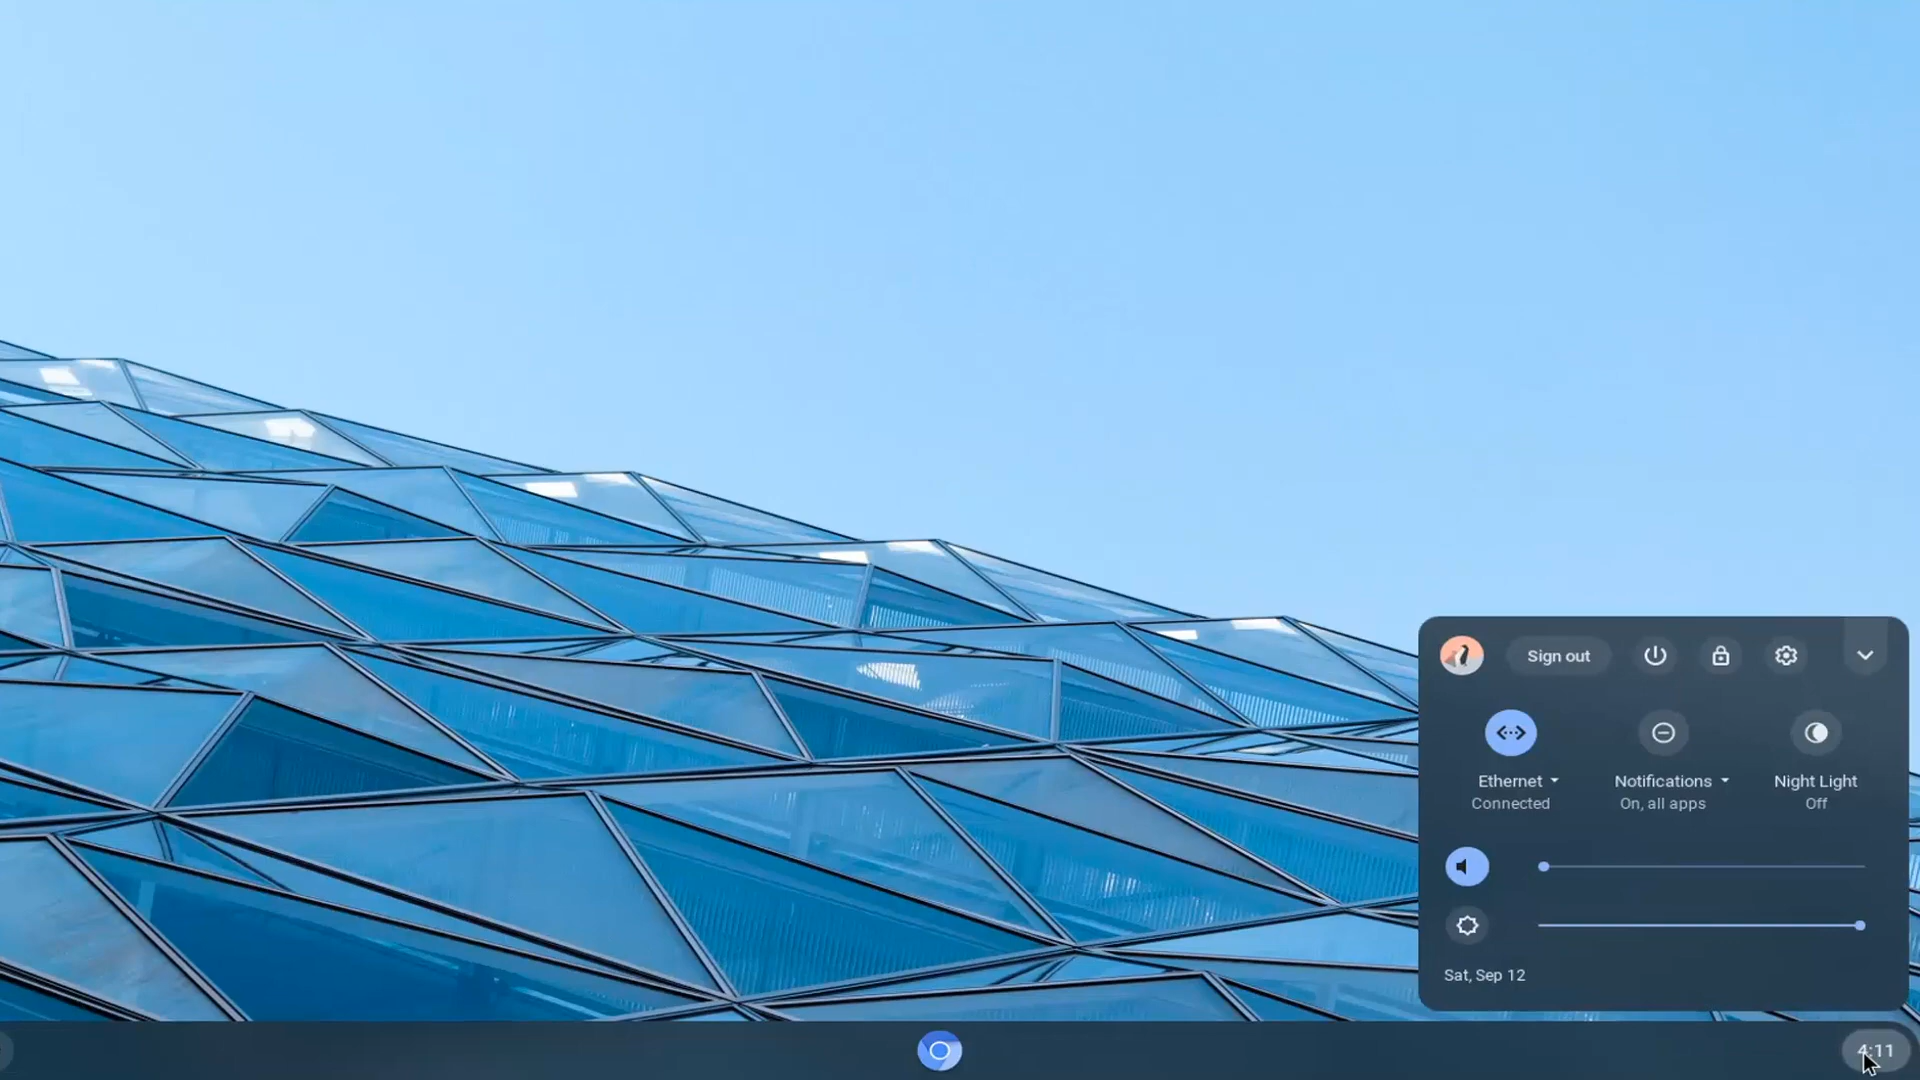 Sign out
Ethernet
Connected
Notifications
On, all apps
Night Light
Off
Sat, Sep 12
4:11